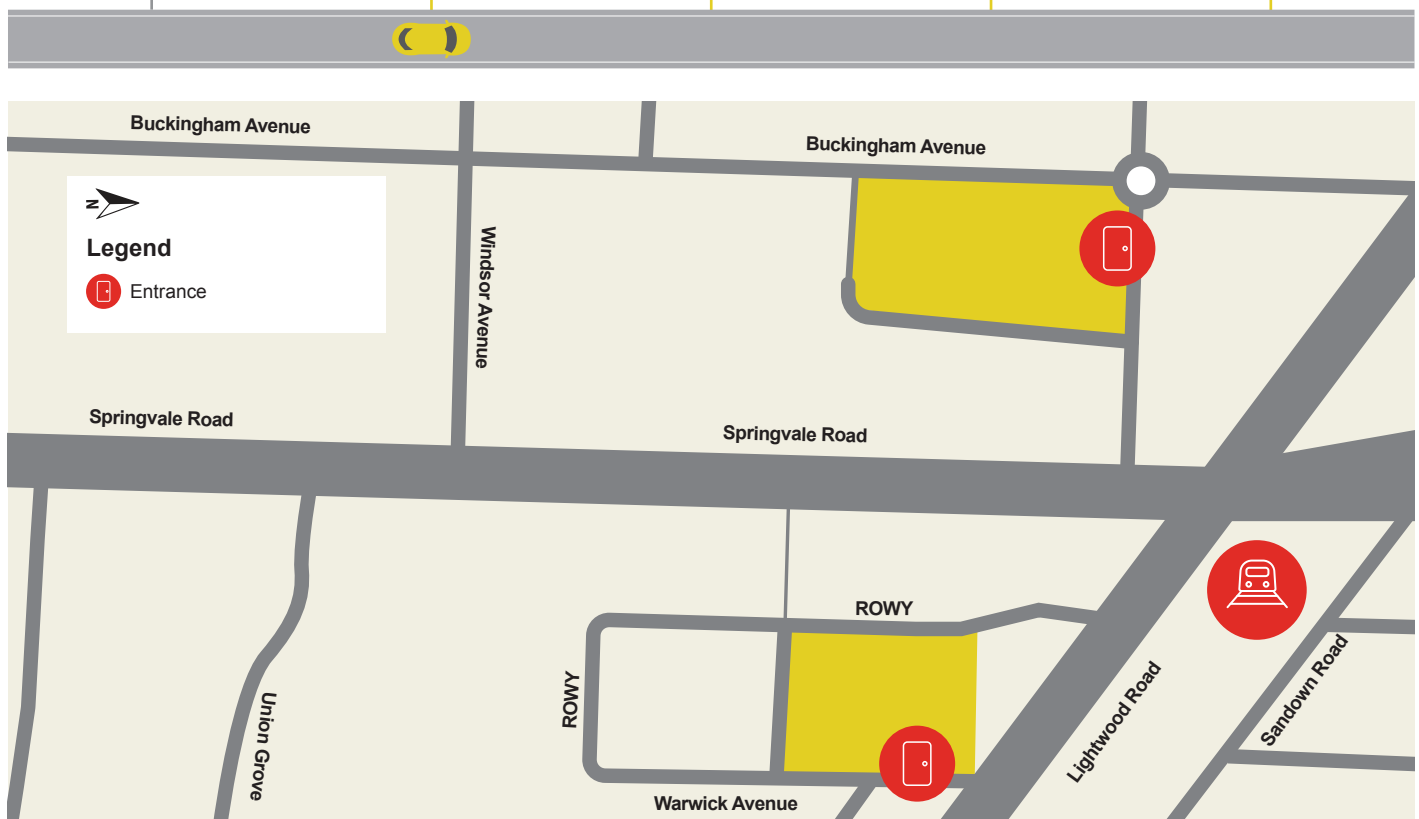 Buckingham Avenue
Buckingham Avenue
N
Legend
Entrance
Windsor Avenue
Springvale Road
Springvale Road
ROWY
ROWY
Union Grove
Warwick Avenue
Lightwood Road
Sandown Road